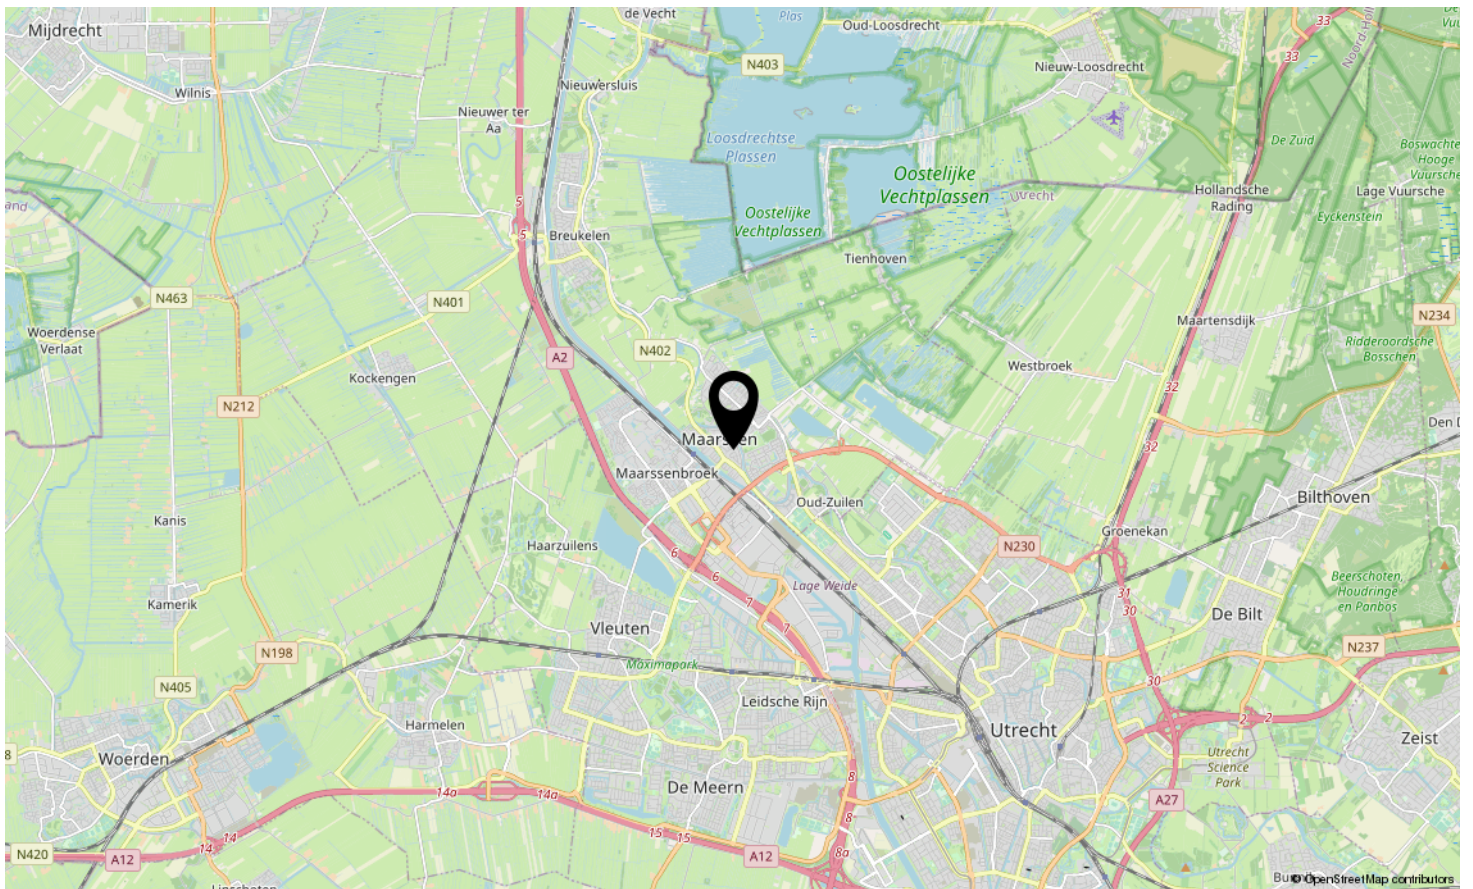 de Vecht
Plas
Oud-Loosdrecht
33
Mijdrecht
N403
33
Nieuw-Loosdrecht
Nieuwersluis
Wilnis
Nieuwer ter
Aa
Loosdrechtse
Plassen
De Zuid
Boswachte
Hooge
Vuursche
Oostelijke
Vechtplassen
Utrecht
Hollandsche
Rading
Lage Vuursche
5
Oostelijke
Vechtplassen
Eyckenstein
5
Breukelen
Tienhoven
N463
N401
N234
Woerdense
Verlaat
Maartensdijk
Ridderoordsche
Bosschen
N402
A2
Westbroek
Kockengen
32
N212
Den D
Maarssen
32
Maarssenbroek
Bilthoven
Oud-Zuilen
Kanis
Groenekan
Haarzuilens
N230
6
6
Lage Weide
Beerschoten,
Houdringe
en Panbos
31
30
7
Kamerik
De Bilt
7
Vleuten
N198
N237
Maximapark
30
N405
Leidsche Rijn
2
2
Harmelen
Utrecht
Zeist
8
Woerden
Utrecht
Science
Park
8
De Meern
14a
14a
A27
8
15
15
14
14
N420
A12
A12
8a
© OpenStreetMap contributors